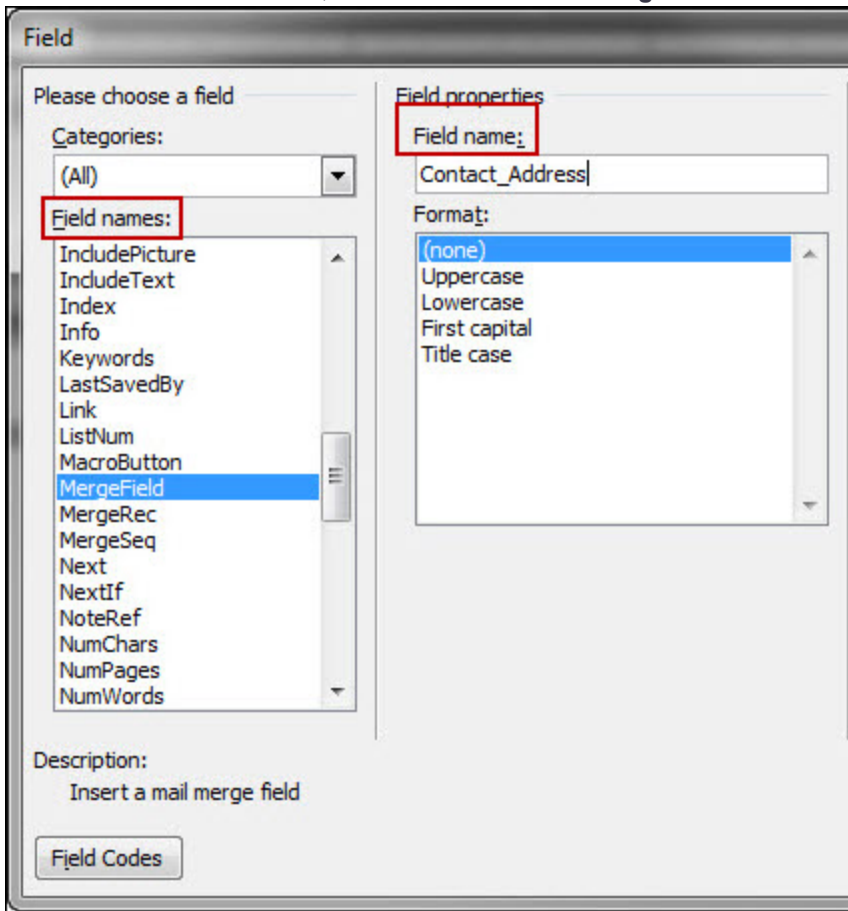 Field
Please choose a field
Categories:
(All)
Field names:
IncludePicture
IncludeText
Index
Info
Keywords
LastSavedBy
Link
ListNum
MacroButton
MergeField
MergeRec
MergeSeq
Next
NextIf
NoteRef
NumChars
NumPages
NumWords
Field properties
Field name:
Contact_Address
Format:
(none)
Uppercase
Lowercase
First capital
Title case
Description:
Insert a mail merge field
Field Codes